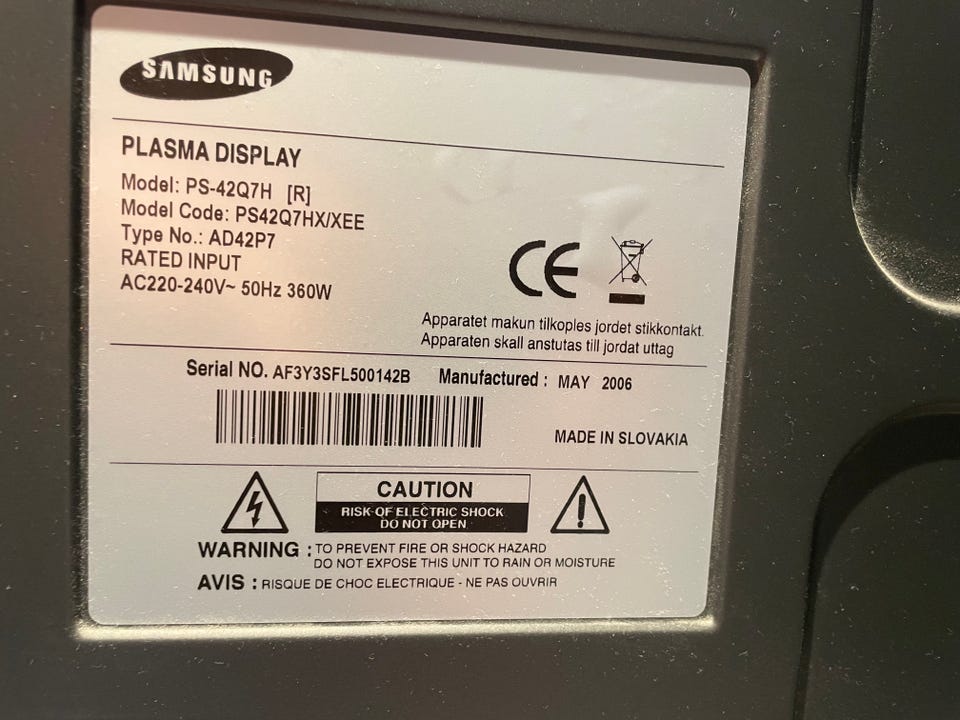 SAMSUNG
PLASMA DISPLAY
Model: PS-42Q7H [R]
Model Code: PS42Q7HX/XEE
Type No.: AD42P7
RATED INPUT
AC220-240V~ 50Hz 360W
CE
Apparatet makun tilkoples jordet stikkontakt.
Apparaten skall anstutas till jordat uttag
Serial NO. AF3Y3SFL500142B Manufactured : MAY 2006
MADE IN SLOVAKIA
CAUTION
RISK OF ELECTRIC SHOCK
DO NOT OPEN
WARNING : TO PREVENT FIRE OR SHOCK HAZARD
DO NOT EXPOSE THIS UNIT TO RAIN OR MOISTURE
AVIS : RISQUE DE CHOC ELECTRIQUE - NE PAS OUVRIR